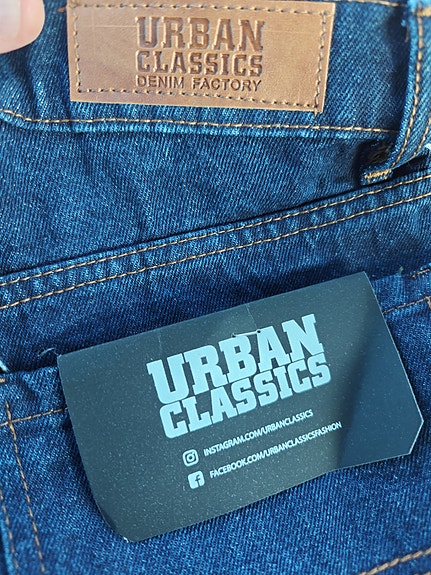 URBAN
CLASSICS
DENIM FACTORY
URBAN
CLASSICS
INSTAGRAM.COM/URBANCLASSICS
FACEBOOK.COM/URBANCLASSICSFASHION